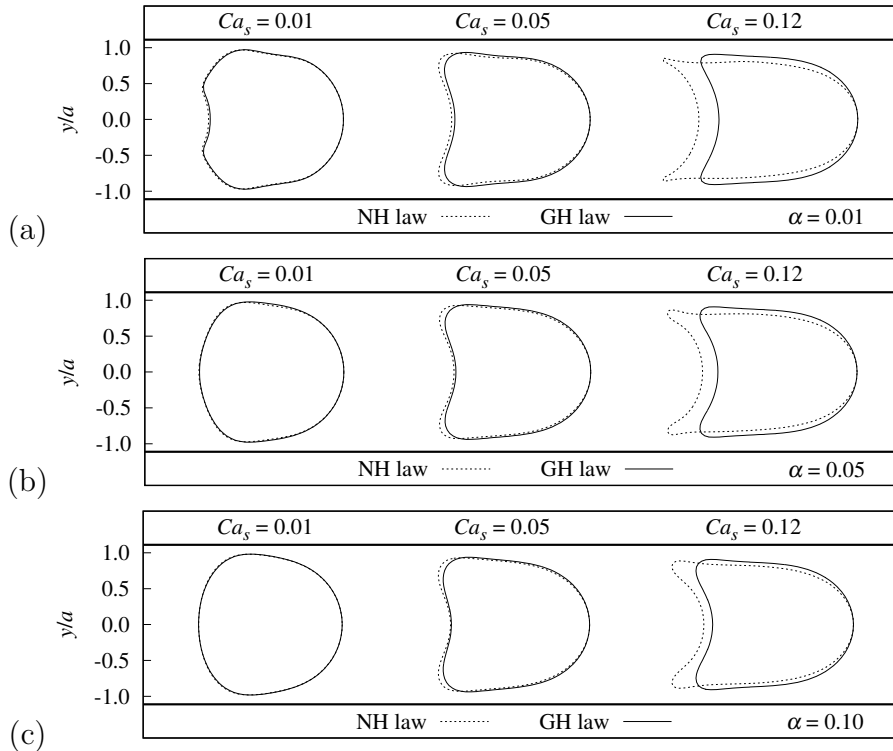 Ca_s = 0.01 Ca_s = 0.05 Ca_s = 0.12
1.0
0.5
0.0
-0.5
-1.0
y/a
NH law GH law α = 0.01
(a)
Ca_s = 0.01 Ca_s = 0.05 Ca_s = 0.12
1.0
0.5
0.0
-0.5
-1.0
y/a
NH law GH law α = 0.05
(b)
Ca_s = 0.01 Ca_s = 0.05 Ca_s = 0.12
1.0
0.5
0.0
-0.5
-1.0
y/a
NH law GH law α = 0.10
(c)